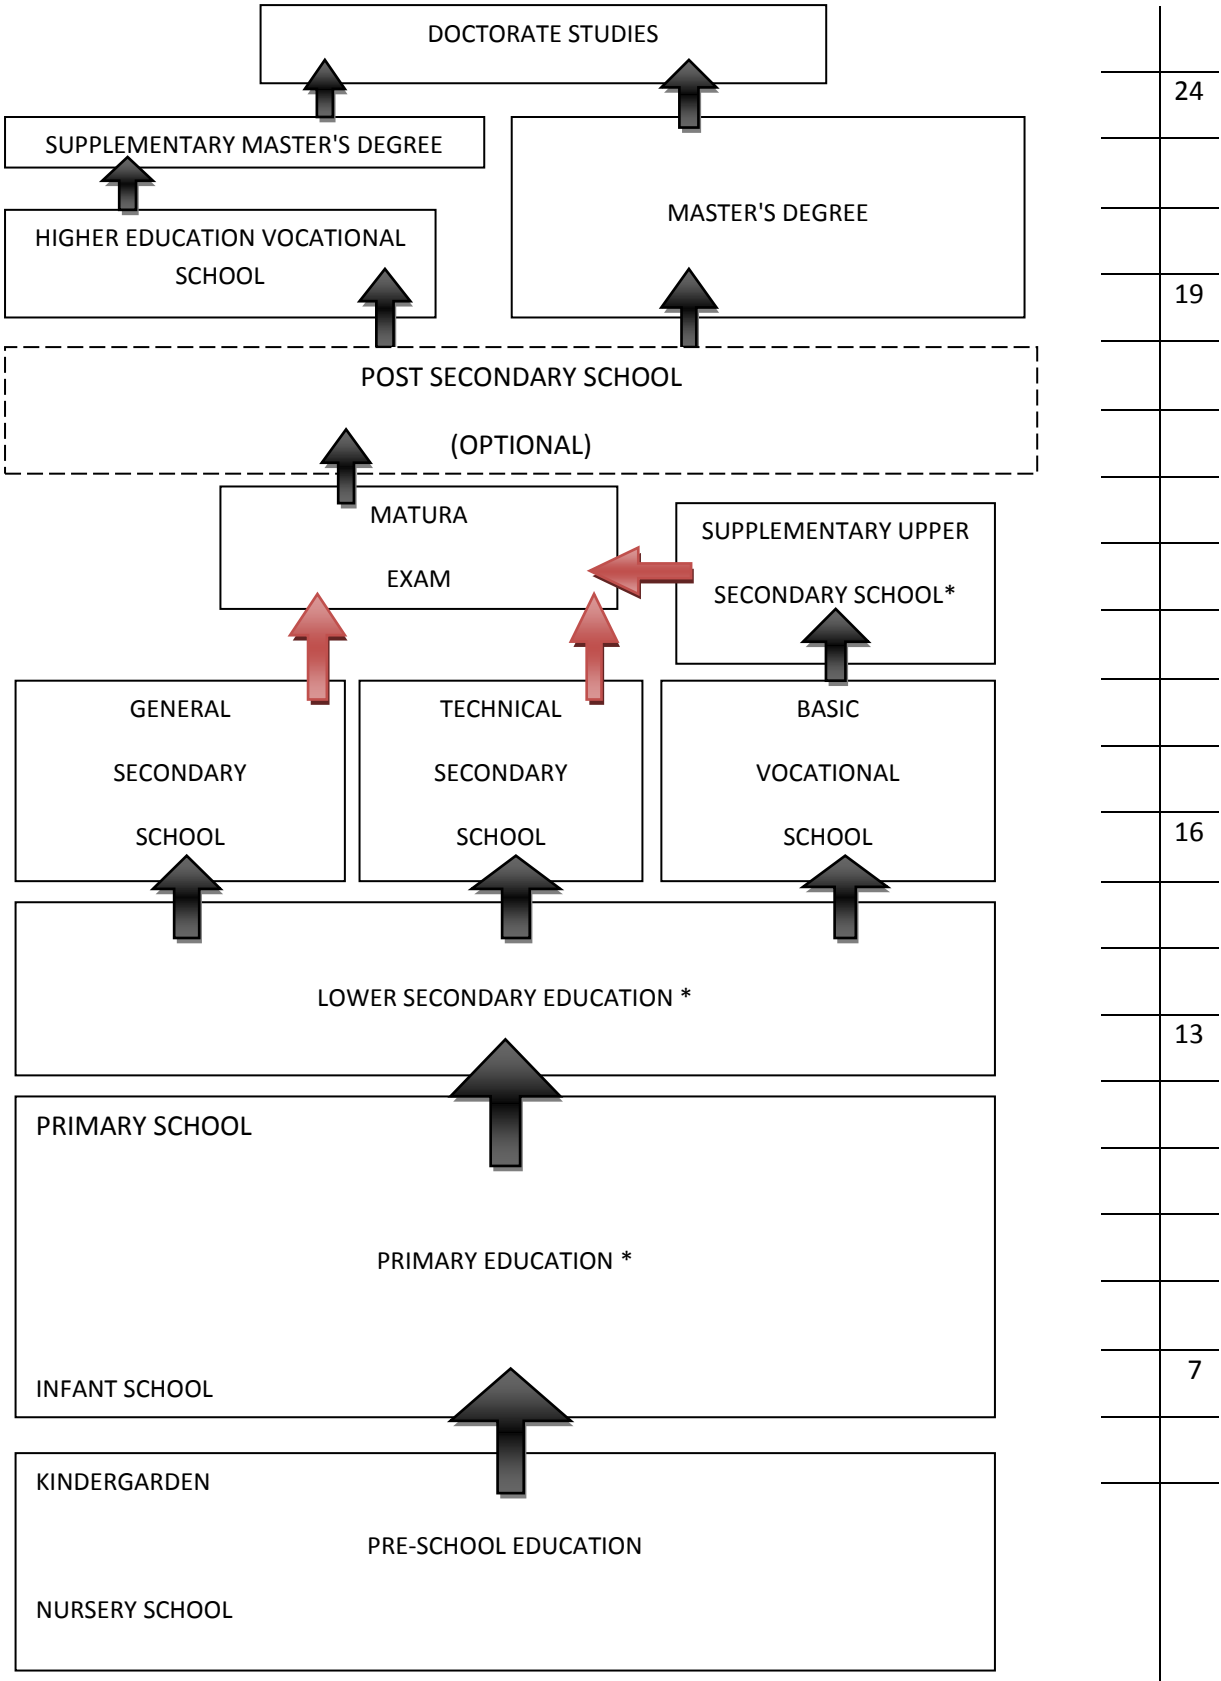 DOCTORATE STUDIES
24
SUPPLEMENTARY MASTER'S DEGREE
MASTER'S DEGREE
HIGHER EDUCATION VOCATIONAL
SCHOOL
19
POST SECONDARY SCHOOL
(OPTIONAL)
MATURA
EXAM
SUPPLEMENTARY UPPER
SECONDARY SCHOOL*
GENERAL
SECONDARY
SCHOOL
TECHNICAL
SECONDARY
SCHOOL
BASIC
VOCATIONAL
SCHOOL
16
LOWER SECONDARY EDUCATION *
13
PRIMARY SCHOOL
PRIMARY EDUCATION *
INFANT SCHOOL
7
KINDERGARDEN
PRE-SCHOOL EDUCATION
NURSERY SCHOOL